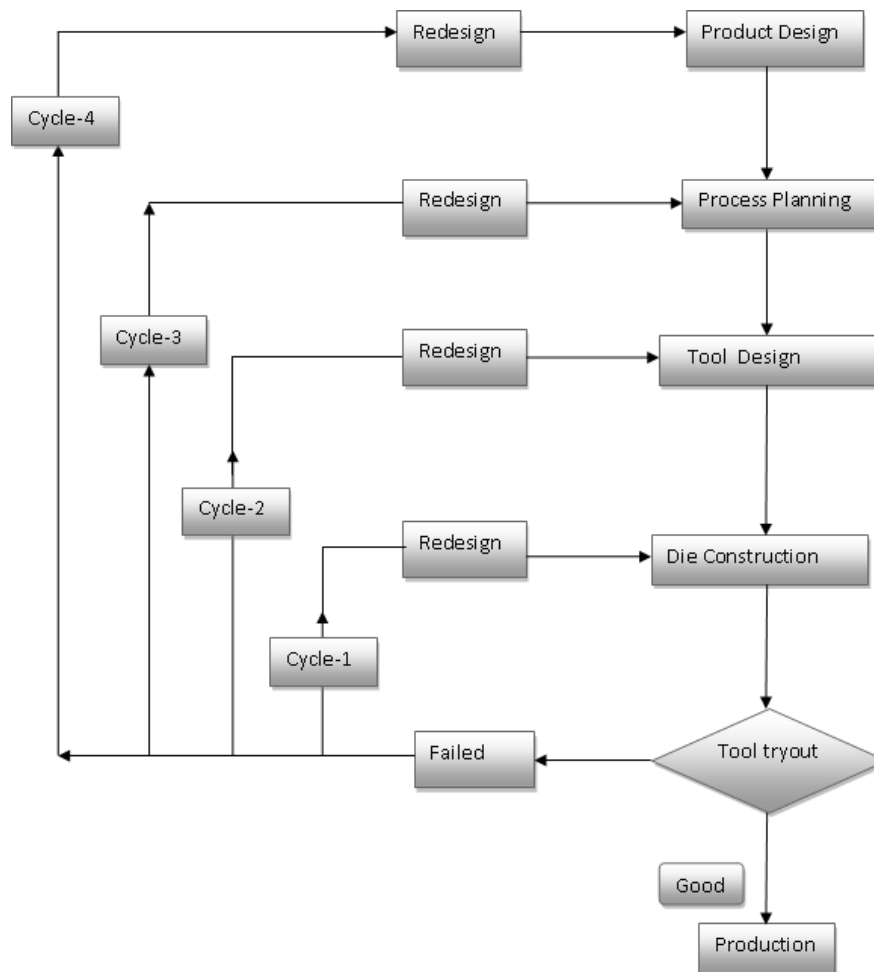 Redesign
Product Design
Cycle-4
Redesign
Process Planning
Cycle-3
Redesign
Tool  Design
Cycle-2
Redesign
Die Construction
Cycle-1
Failed
Tool tryout
Good
Production